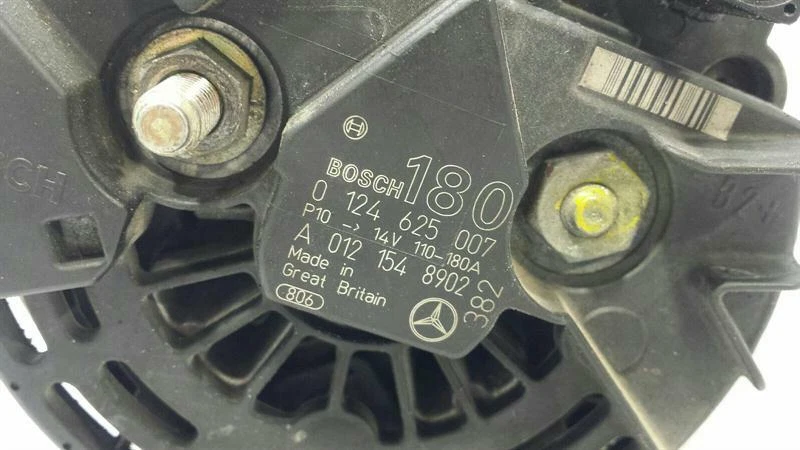 BOSCH 180
0 124 625 007
P10 -> 14V 110-180A
A 012 154 8902
Made in
Great Britain
806
382